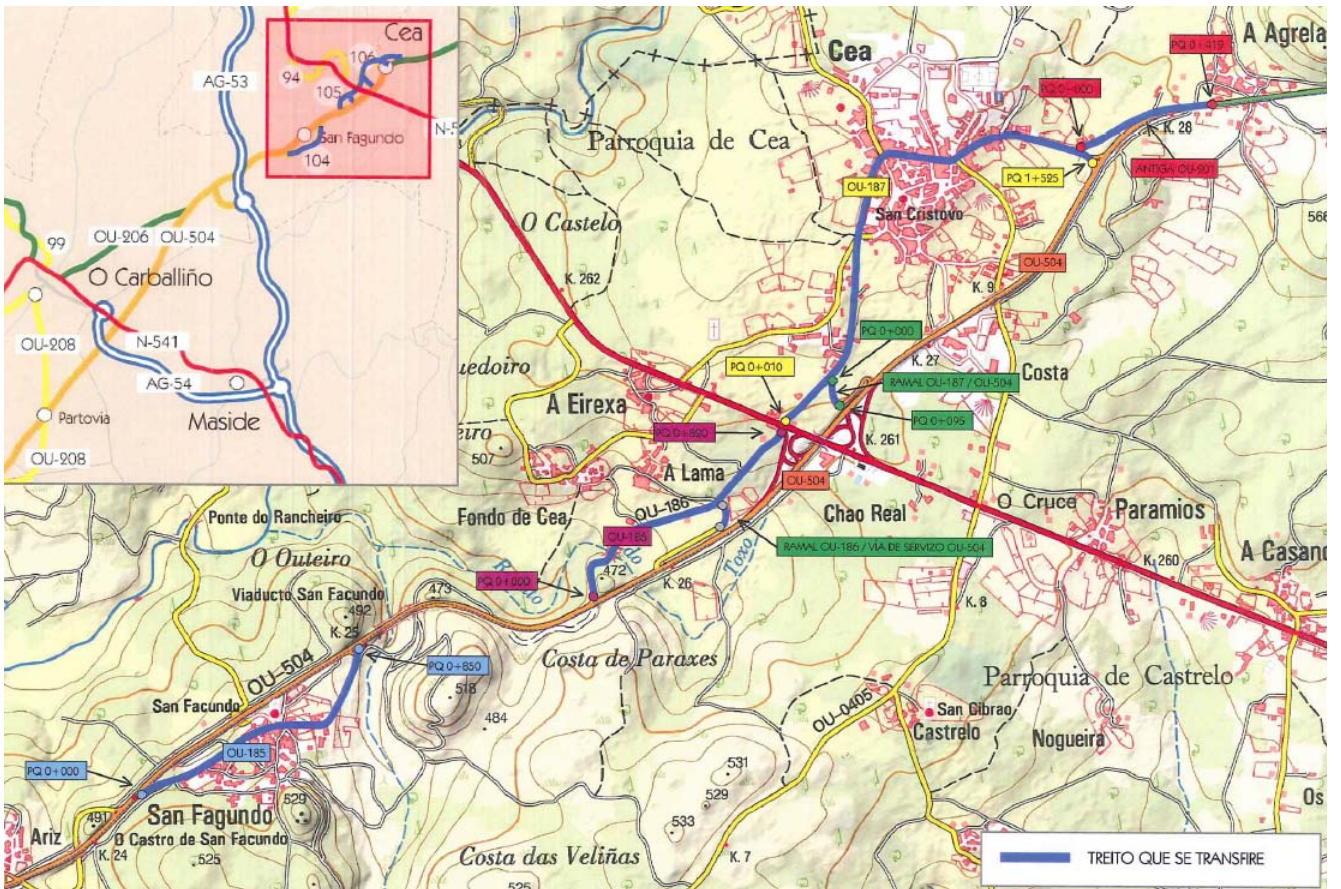 Cea
106
94
105
AG-53
San Fagundo
104
99
OU-206
OU-504
O Carballiño
N-541
OU-208
AG-54
Maside
Partovia
OU-208
Cea
A Agrela
PQ 0+419
PQ 0+000
K. 28
ANTIGA OU-201
PQ 1+525
Parroquia de Cea
OU-187
San Cristovo
O Castelo
OU-504
K. 262
K. 9
PQ 0+000
K. 27
RAMAL OU-187 / OU-504
Costa
PQ 0+010
PQ 0+095
A Eirexa
PQ 0+820
K. 261
507
A Lama
OU-504
O Cruce
Paramios
Fondo de Cea
OU-186
Chao Real
Ponte do Rancheiro
RAMAL OU-186 / VÍA DE SERVIZO OU-504
Toxo
K. 260
O Outeiro
472
PQ 0+000
K. 26
Viaducto San Facundo
492
473
K. 25
K. 8
OU-504
PQ 0+850
Costa de Paraxes
518
Parroquia de Castrelo
San Facundo
484
OU-0405
San Cibrao
Castrelo
Nogueira
OU-185
PQ 0+000
531
529
529
Os
San Fagundo
491
Ariz
O Castro de San Facundo
533
K. 24
525
Costa das Veliñas
K. 7
525
TREITO QUE SE TRANSFIRE